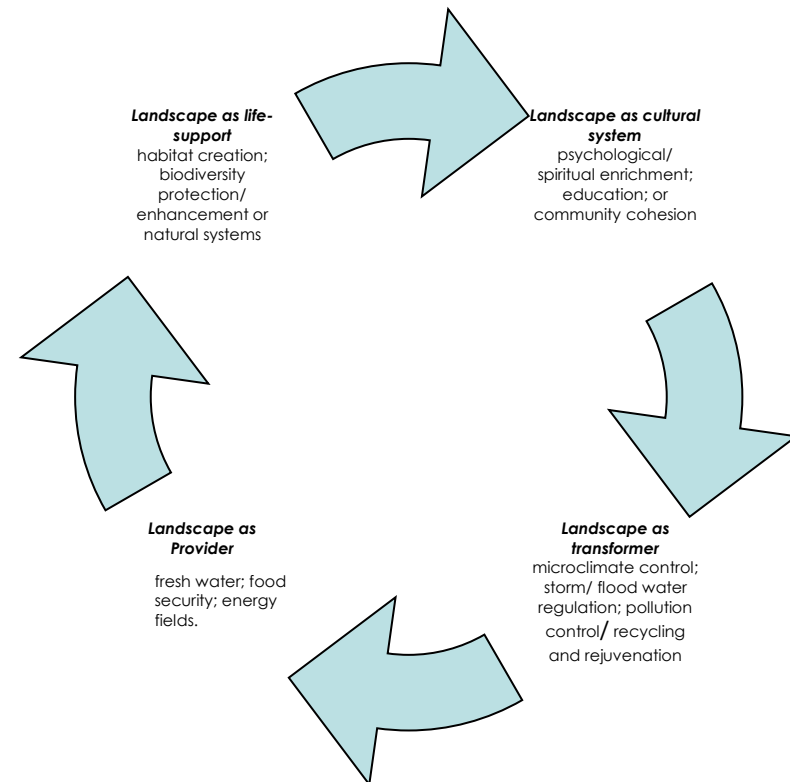 Landscape as life-
support
habitat creation;
biodiversity
protection/
enhancement or
natural systems
Landscape as cultural
system
psychological/
spiritual enrichment;
education; or
community cohesion
Landscape as
transformer
microclimate control;
storm/ flood water
regulation; pollution
control/ recycling
and rejuvenation
Landscape as
Provider
fresh water; food
security; energy
fields.